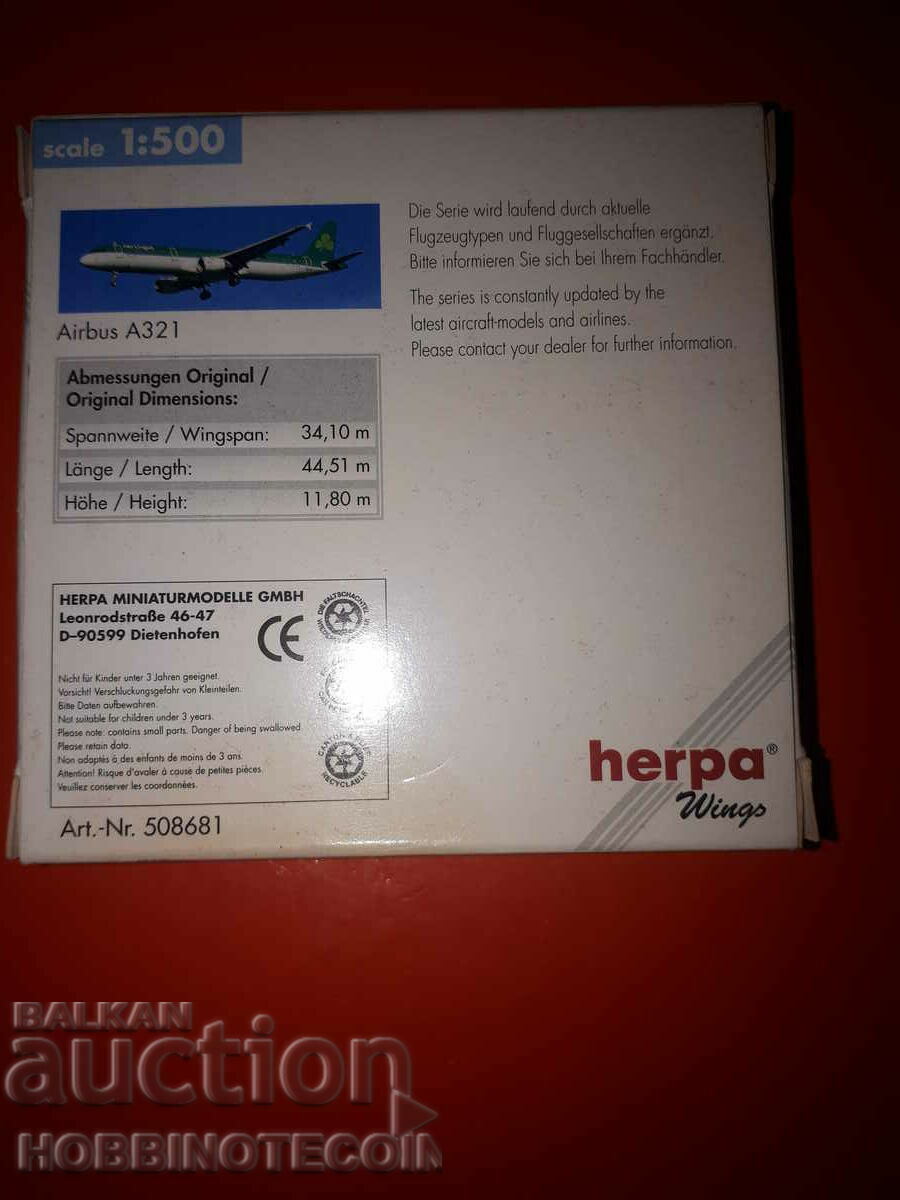 scale 1:500
Airbus A321
Abmessungen Original /
Original Dimensions:
Spannweite / Wingspan: 34,10 m
Länge / Length: 44,51 m
Höhe / Height: 11,80 m
Die Serie wird laufend durch aktuelle
Flugzeugtypen und Fluggesellschaften ergänzt.
Bitte informieren Sie sich bei Ihrem Fachhändler.
The series is constantly updated by the
latest aircraft-models and airlines.
Please contact your dealer for further information.
HERPA MINIATURMODELLE GMBH
Leonrodstraße 46-47
D-90599 Dietenhofen
CE
Nicht für Kinder unter 3 Jahren geeignet.
Vorsicht! Verschluckungsgefahr von Kleinteilen.
Bitte Daten aufbewahren.
Not suitable for children under 3 years.
Please note: contains small parts. Danger of being swallowed
Please retain data.
Non adaptés à des enfants de moins de 3 ans.
Attention! Risque d'avaler à cause de petites pièces.
Veuillez conserver les coordonnées.
DIE FALTSCHACHTEL
RECYCLABLE
Art.-Nr. 508681
herpa®
Wings
BALKAN
auction
HOBBINOTECOIN